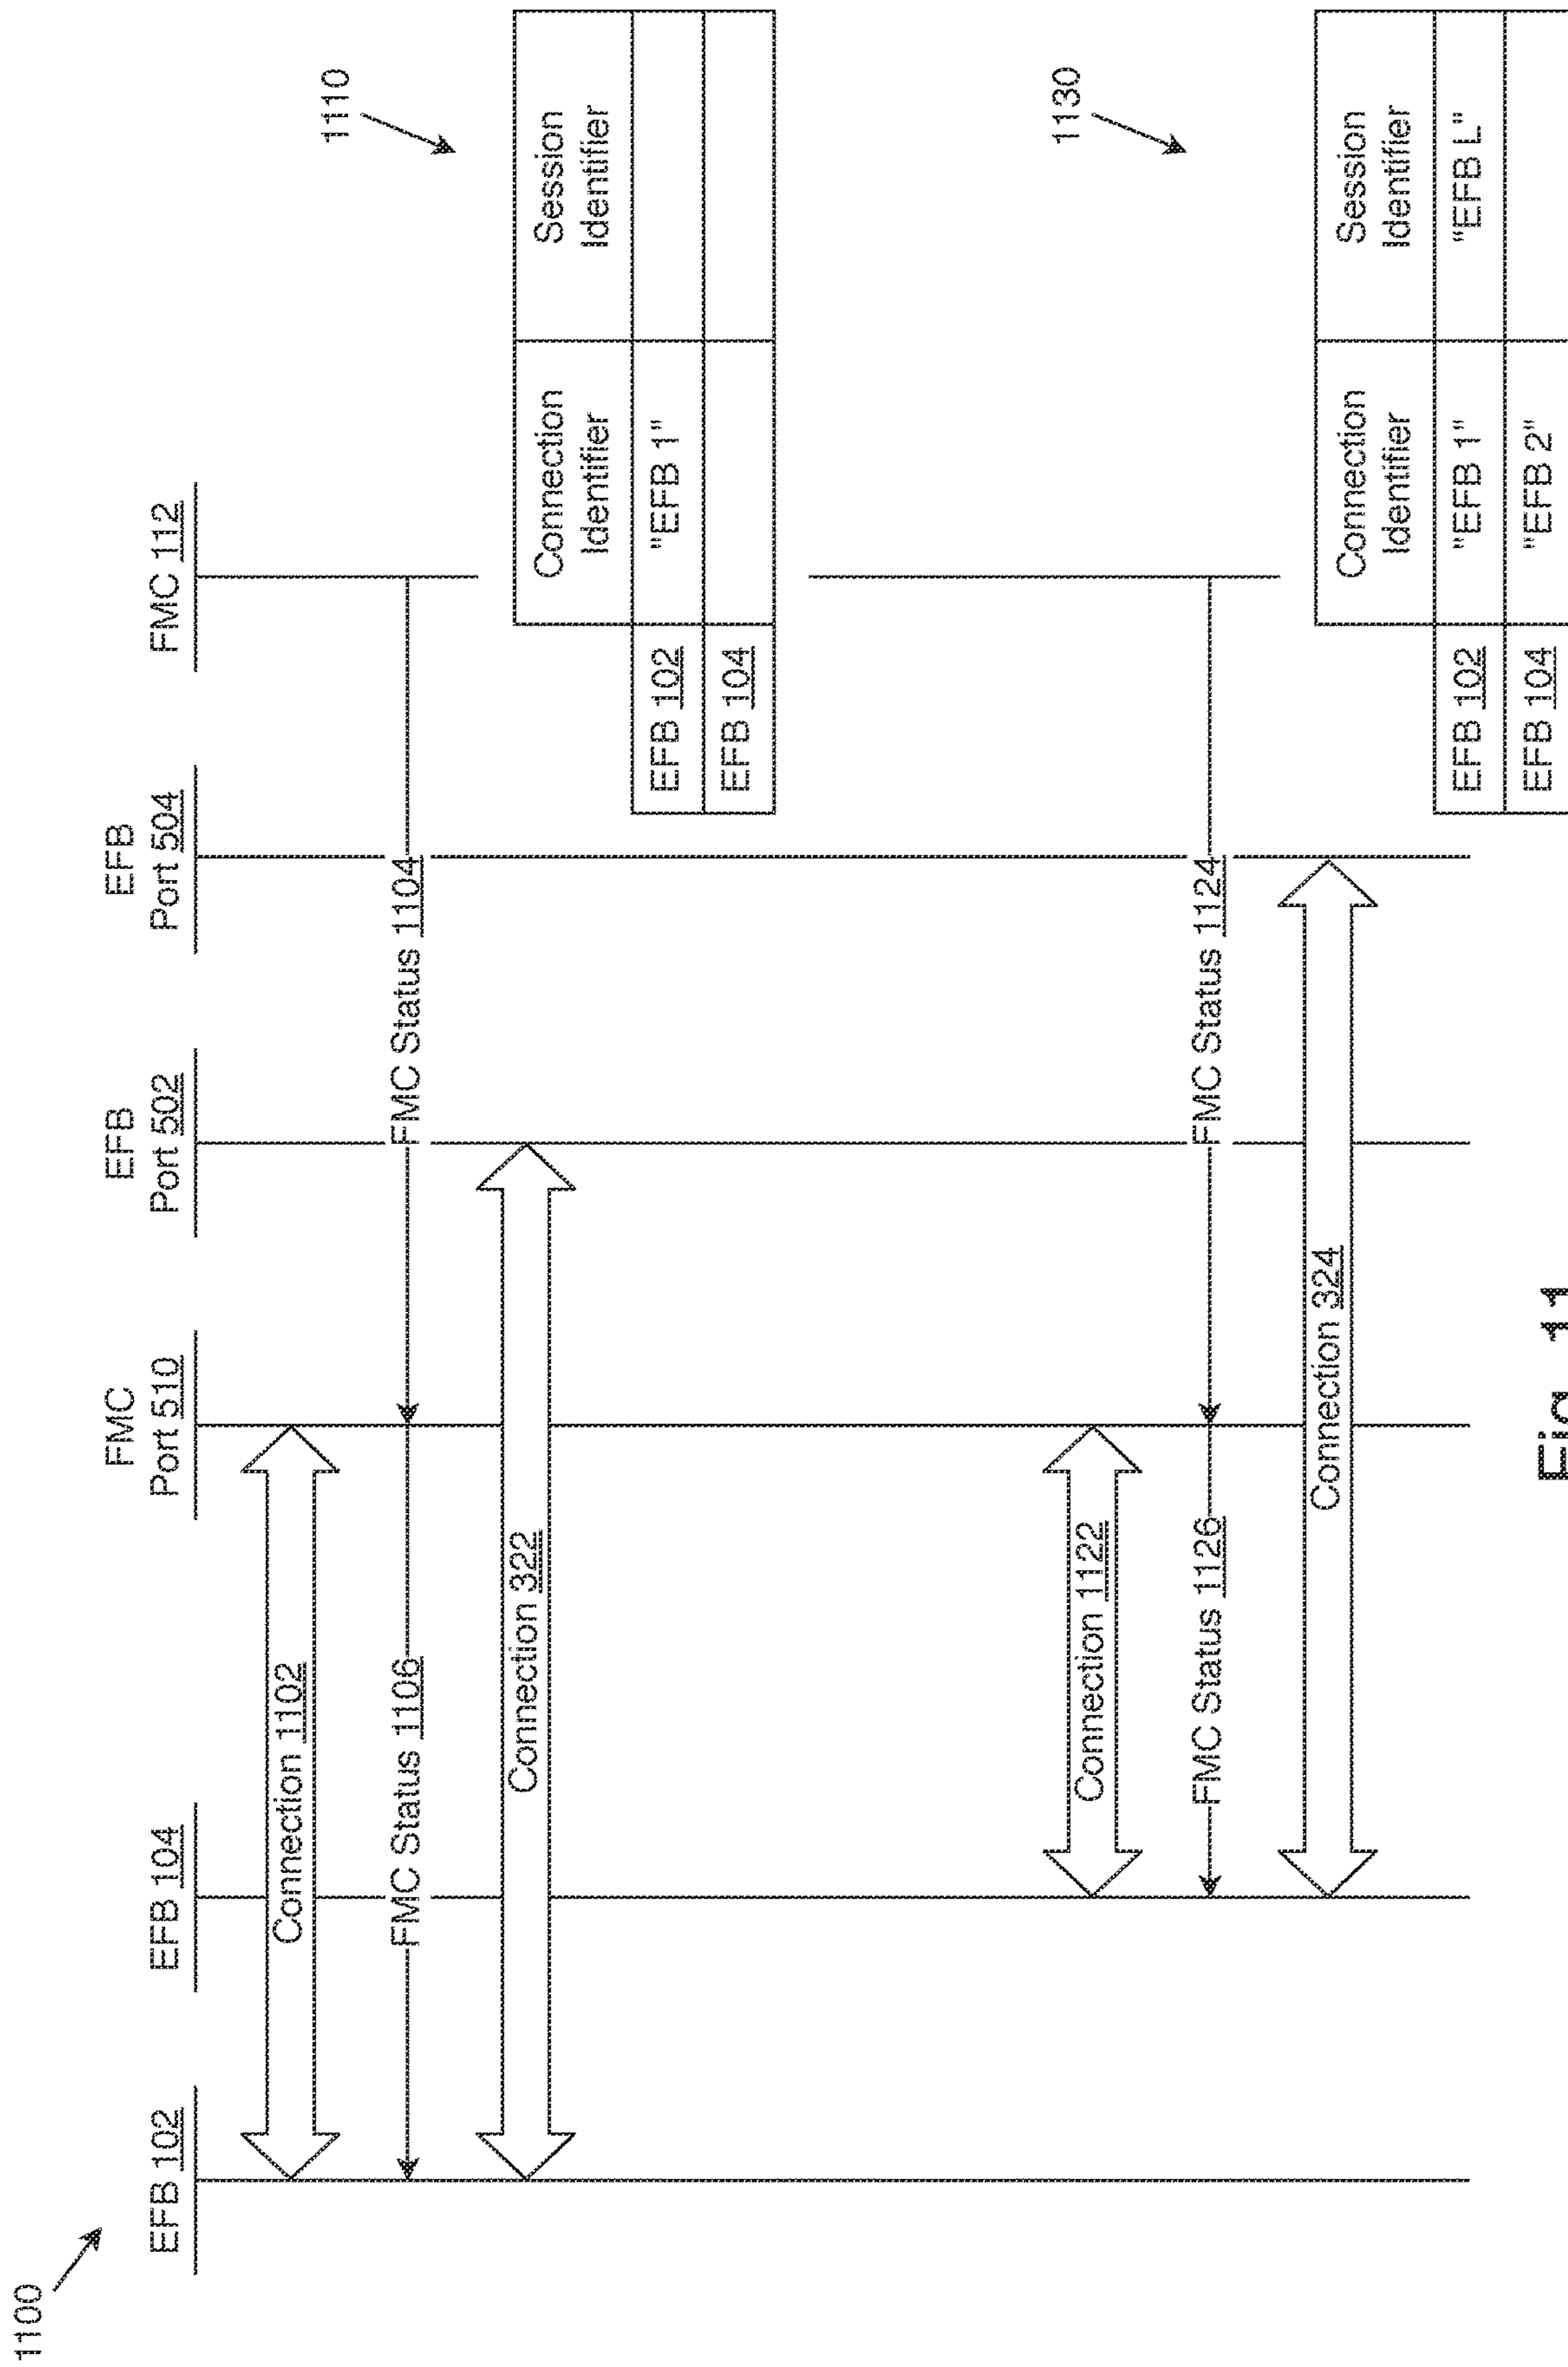 1100
EFB 102
EFB 104
FMC
Port 510
EFB
Port 502
EFB
Port 504
FMC 112
Connection 1102
FMC Status 1106
FMC Status 1104
1110
Connection 322
Connection
Identifier
Session
Identifier
EFB 102
"EFB 1"
EFB 104
Connection 1122
FMC Status 1126
FMC Status 1124
1130
Connection 324
Connection
Identifier
Session
Identifier
EFB 102
"EFB 1"
"EFB L"
EFB 104
"EFB 2"
Fig. 11